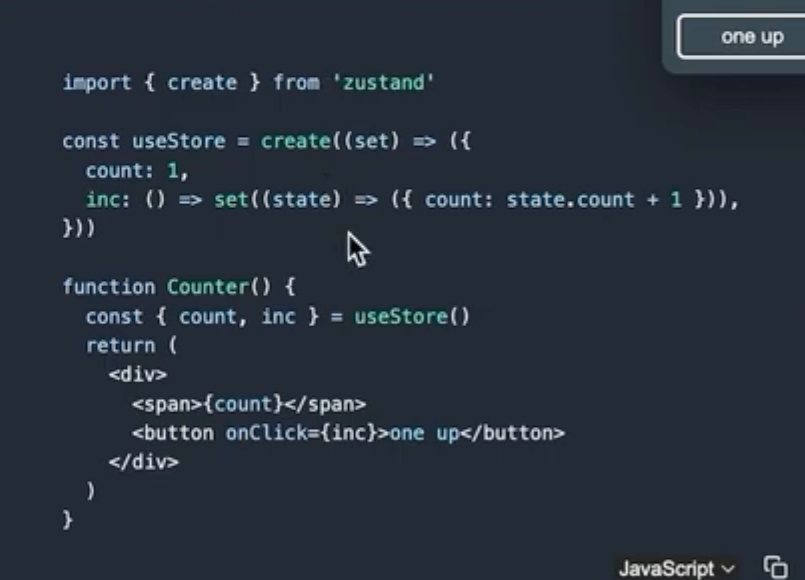 one up
import { create } from 'zustand'
const useStore = create((set) => ({
  count: 1,
  inc: () => set((state) => ({ count: state.count + 1 })),
}))
function Counter() {
  const { count, inc } = useStore()
  return (
    <div>
      <span>{count}</span>
      <button onClick={inc}>one up</button>
    </div>
  )
}
JavaScript